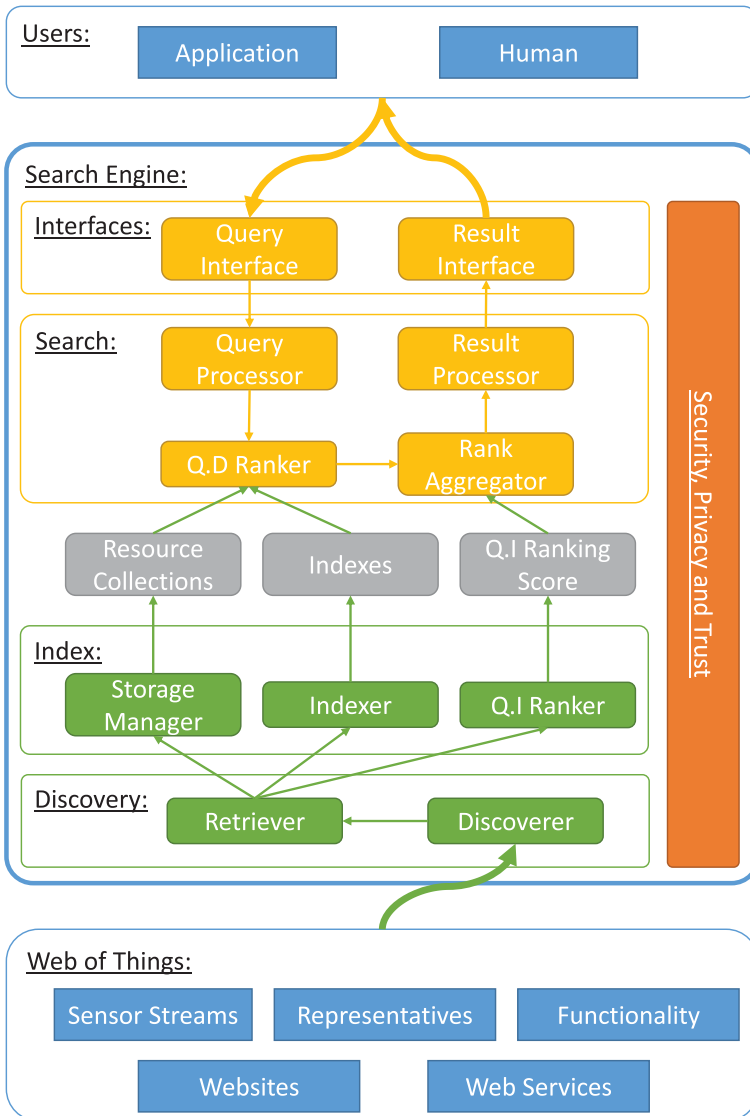 Users:
Application
Human
Search Engine:
Interfaces:
Query
Interface
Result
Interface
Search:
Query
Processor
Result
Processor
Q.D Ranker
Rank
Aggregator
Resource
Collections
Indexes
Q.I Ranking
Score
Index:
Storage
Manager
Indexer
Q.I Ranker
Discovery:
Retriever
Discoverer
Security, Privacy and Trust
Web of Things:
Sensor Streams
Representatives
Functionality
Websites
Web Services